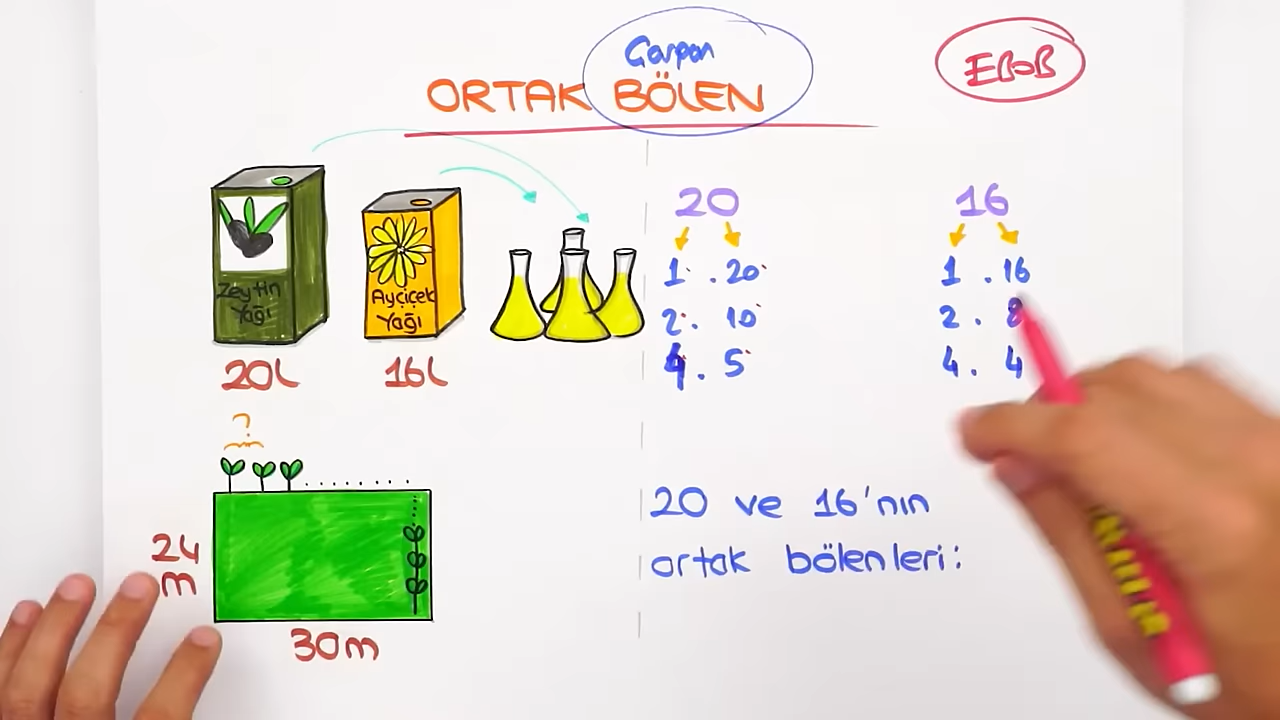 Çarpan
ORTAK BÖLEN
EBOB
Zeytin
Yağı
Ayçiçek
Yağı
20L
16L
?
24
m
30m
20
1 . 20
2 . 10
4 . 5
16
1 . 16
2 . 8
4 . 4
20 ve 16'nın
ortak bölenleri: